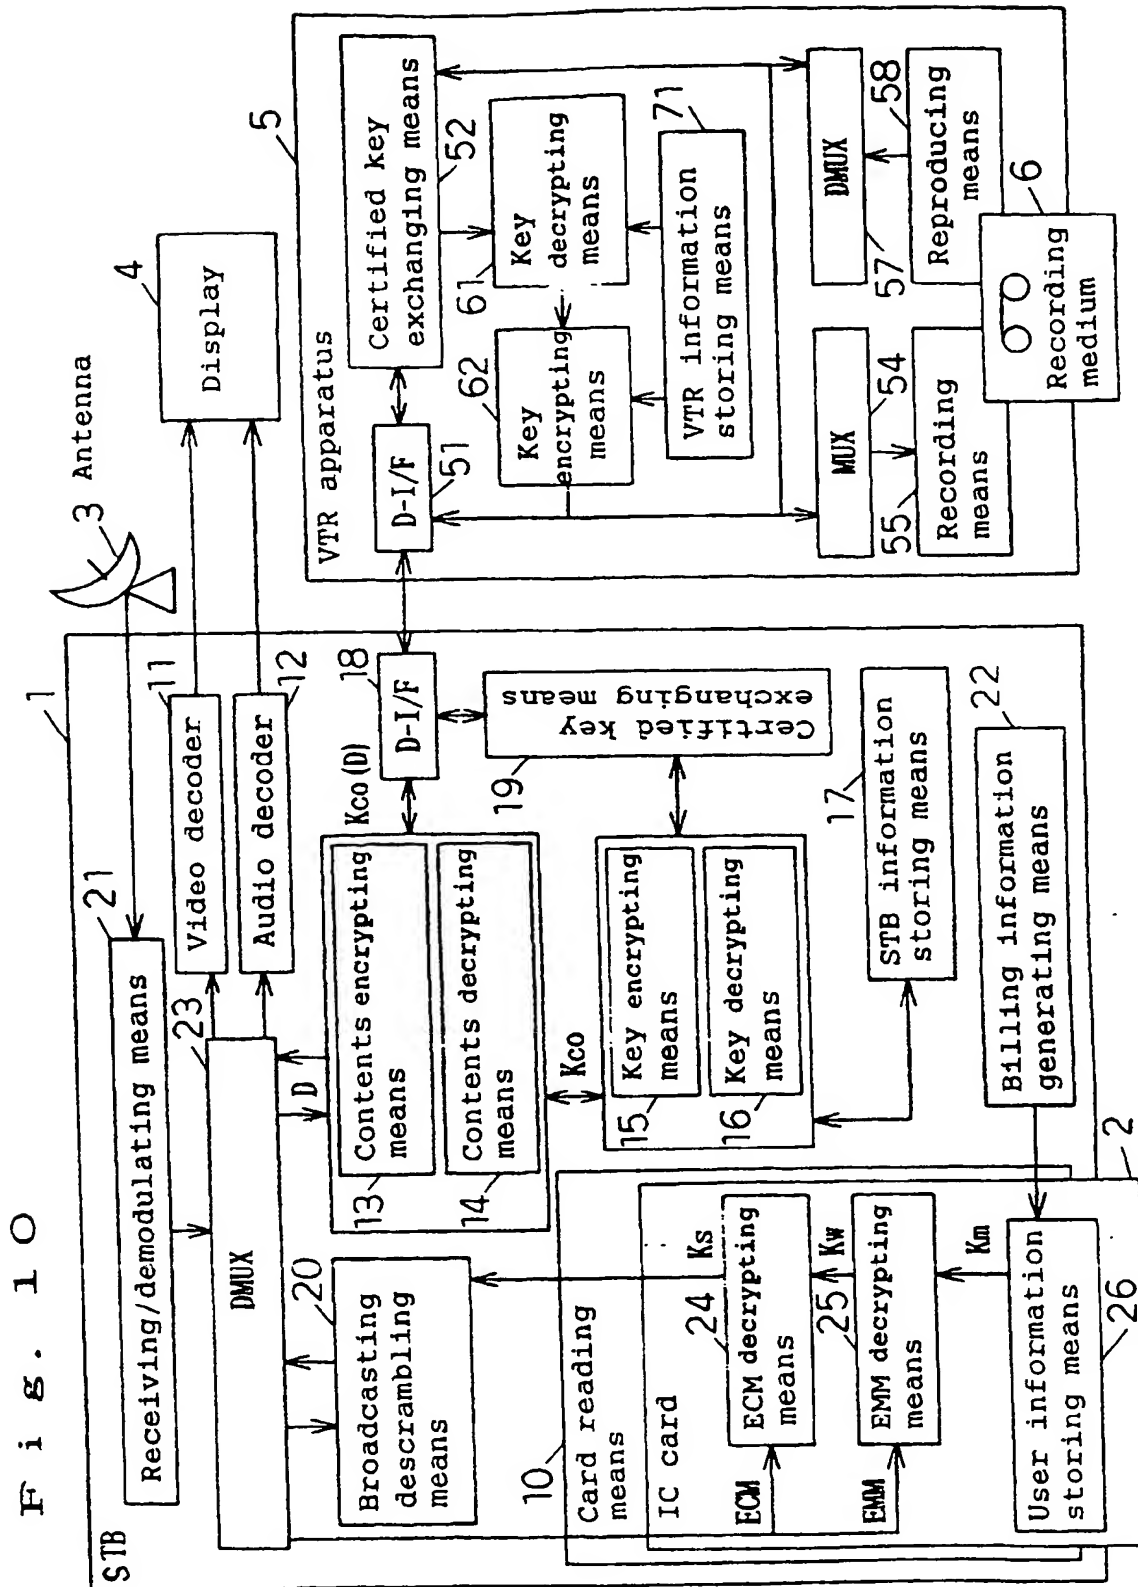 Fig. 10
STB
1
Receiving/demodulating means
21
3
Antenna
DMUX
23
Video decoder
11
Audio decoder
12
4
Display
D
Broadcasting
descrambling
means
20
Contents encrypting
means
13
Contents decrypting
means
14
Kco(D)
D-I/F
18
Kco
Certified key
exchanging means
19
Key encrypting
means
15
Key decrypting
means
16
STB information
storing means
17
Billing information
generating means
22
10
Card reading
means
IC card
2
ECM
ECM decrypting
means
24
Ks
EMM
EMM decrypting
means
25
Kw
Km
User information
storing means
26
VTR apparatus
5
D-I/F
51
Certified key
exchanging means
52
Key
encrypting
means
62
Key
decrypting
means
61
VTR information
storing means
71
MUX
54
DMUX
57
Recording
means
55
Reproducing
means
58
Recording
medium
6